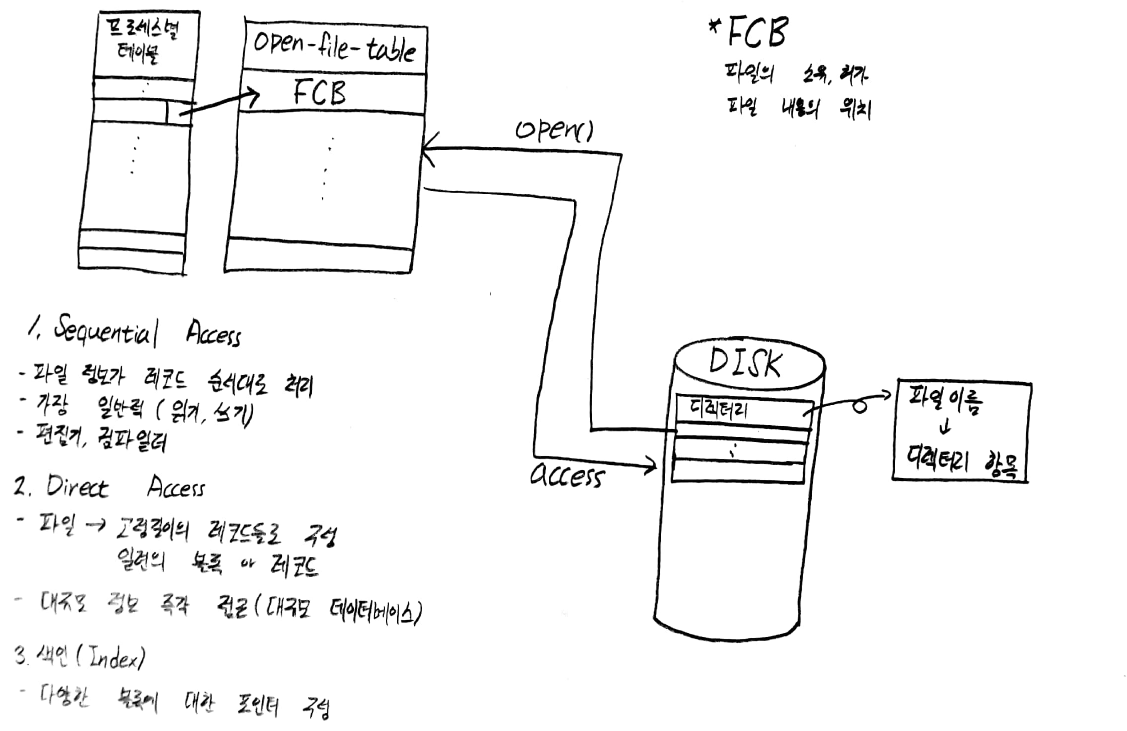 프로세스별
테이블
open-file-table
FCB
*FCB
파일의 소유, 허가
파일 내용의 위치
open()
1. Sequential Access
- 파일 정보가 레코드 순서대로 처리
- 가장 일반적 (읽기, 쓰기)
- 편집기, 컴파일러
DISK
디렉터리
파일이름
↓
디렉터리 항목
access
2. Direct Access
- 파일 → 고정길이의 레코드들로 구성
일련의 블록 or 레코드
- 대규모 정보 즉각 접근 (대규모 데이터베이스)
3. 색인 (Index)
- 다양한 블록에 대한 포인터 구성